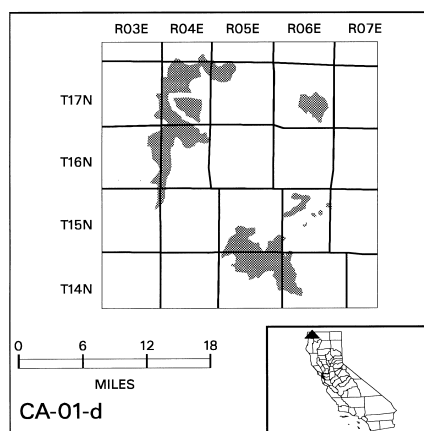 R03E R04E R05E R06E R07E
T17N
T16N
T15N
T14N
0 6 12 18
MILES
CA-01-d